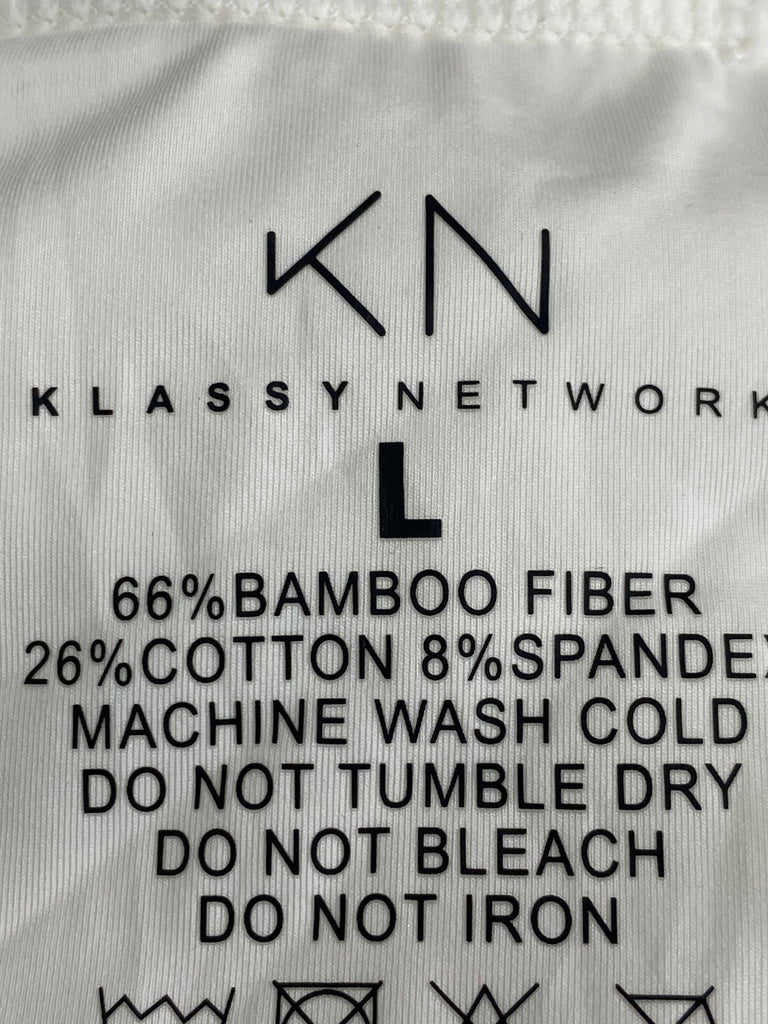 KN
KLASSY NETWORK
L
66%BAMBOO FIBER
26%COTTON 8%SPANDEX
MACHINE WASH COLD
DO NOT TUMBLE DRY
DO NOT BLEACH
DO NOT IRON